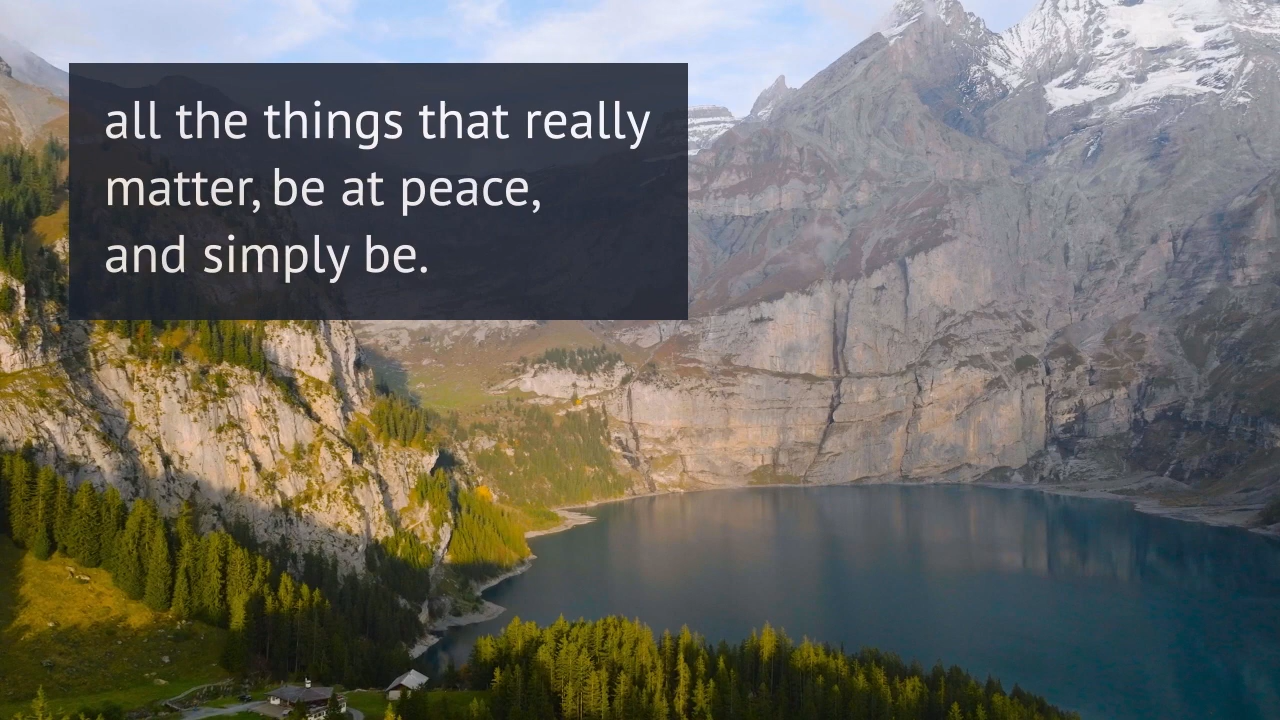 all the things that really
matter, be at peace,
and simply be.